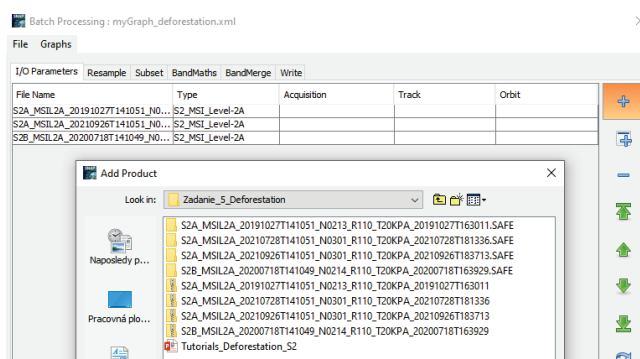 Batch Processing : myGraph_deforestation.xml
File Graphs
I/O Parameters Resample Subset BandMaths BandMerge Write
File Name Type Acquisition Track Orbit
S2A_MSIL2A_20191027T141051_N0... S2_MSI_Level-2A
S2A_MSIL2A_20210926T141051_N0... S2_MSI_Level-2A
S2B_MSIL2A_20200718T141049_N0... S2_MSI_Level-2A
Add Product
Look in: Zadanie_5_Deforestation
S2A_MSIL2A_20191027T141051_N0213_R110_T20KPA_20191027T163011.SAFE
S2A_MSIL2A_20210728T141051_N0301_R110_T20KPA_20210728T181336.SAFE
S2A_MSIL2A_20210926T141051_N0301_R110_T20KPA_20210926T183713.SAFE
S2B_MSIL2A_20200718T141049_N0214_R110_T20KPA_20200718T163929.SAFE
S2A_MSIL2A_20191027T141051_N0213_R110_T20KPA_20191027T163011
S2A_MSIL2A_20210728T141051_N0301_R110_T20KPA_20210728T181336
S2A_MSIL2A_20210926T141051_N0301_R110_T20KPA_20210926T183713
S2B_MSIL2A_20200718T141049_N0214_R110_T20KPA_20200718T163929
Tutorials_Deforestation_S2
Naposledy p...
Pracovná plo...